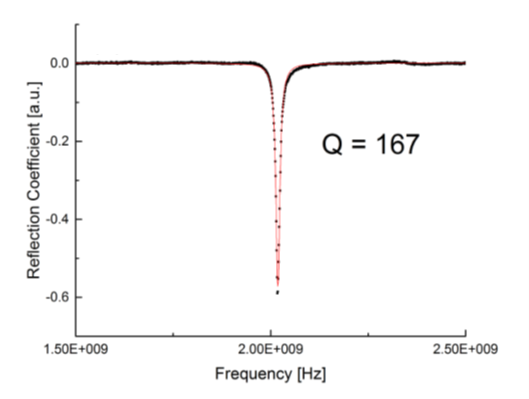 0.0
-0.2
-0.4
-0.6
Reflection Coefficient [a.u.]
Q = 167
1.50E+009 2.00E+009 2.50E+009
Frequency [Hz]